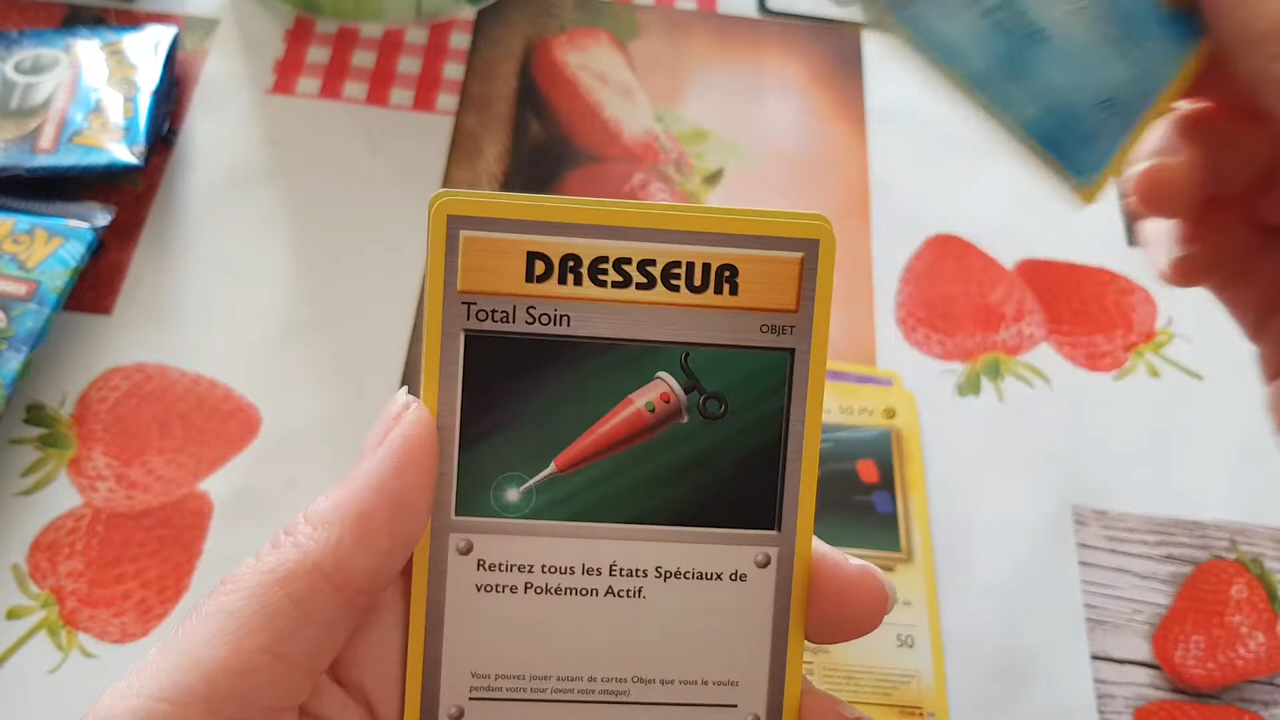 DRESSEUR
Total Soin
OBJET
Retirez tous les États Spéciaux de
votre Pokémon Actif.
Vous pouvez jouer autant de cartes Objet que vous le voulez
pendant votre tour (avant votre attaque).
50 PV
50